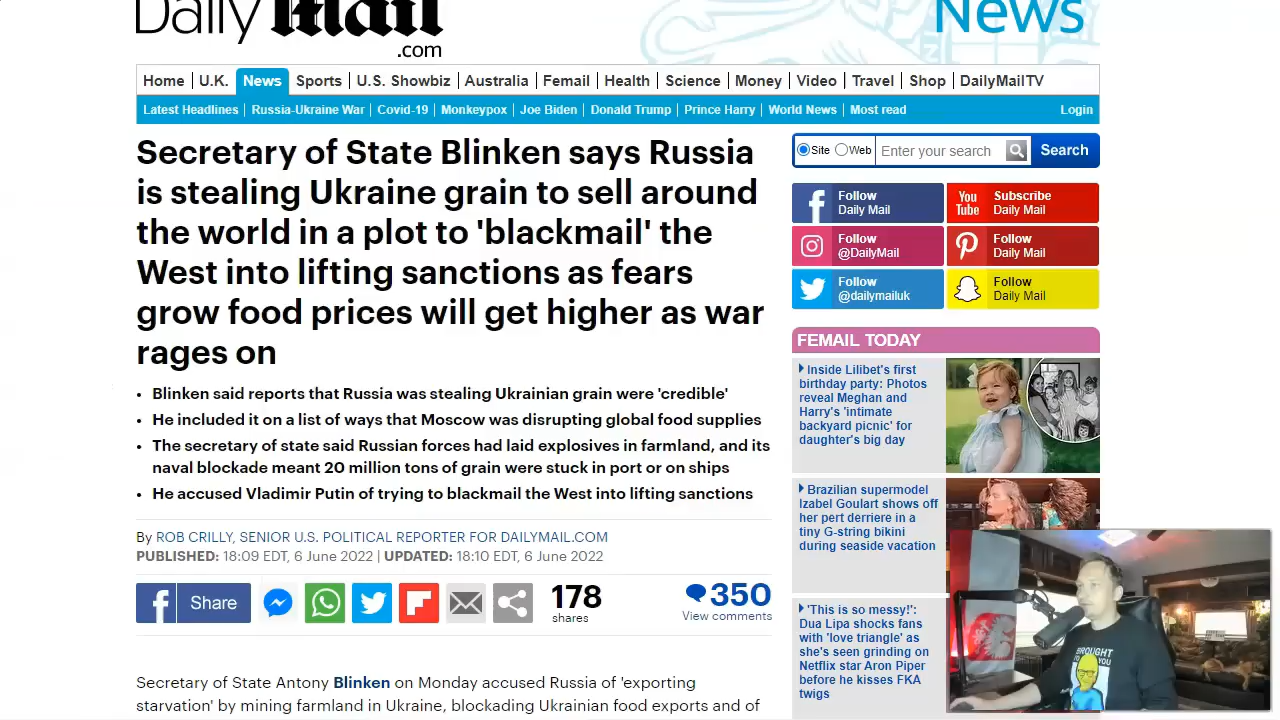 Daily Mail
.com
News
Home U.K. News Sports U.S. Showbiz Australia Femail Health Science Money Video Travel Shop DailyMailTV
Latest Headlines Russia-Ukraine War Covid-19 Monkeypox Joe Biden Donald Trump Prince Harry World News Most read Login
Secretary of State Blinken says Russia
is stealing Ukraine grain to sell around
the world in a plot to 'blackmail' the
West into lifting sanctions as fears
grow food prices will get higher as war
rages on
• Blinken said reports that Russia was stealing Ukrainian grain were 'credible'
• He included it on a list of ways that Moscow was disrupting global food supplies
• The secretary of state said Russian forces had laid explosives in farmland, and its
naval blockade meant 20 million tons of grain were stuck in port or on ships
• He accused Vladimir Putin of trying to blackmail the West into lifting sanctions
By ROB CRILLY, SENIOR U.S. POLITICAL REPORTER FOR DAILYMAIL.COM
PUBLISHED: 18:09 EDT, 6 June 2022 | UPDATED: 18:10 EDT, 6 June 2022
Share
178
shares
350
View comments
Secretary of State Antony Blinken on Monday accused Russia of 'exporting
starvation' by mining farmland in Ukraine, blockading Ukrainian food exports and of
Site Web Enter your search Search
Follow
Daily Mail
You
Tube
Subscribe
Daily Mail
Follow
@DailyMail
Follow
Daily Mail
Follow
@dailymailuk
Follow
Daily Mail
FEMAIL TODAY
Inside Lilibet's first
birthday party: Photos
reveal Meghan and
Harry's 'intimate
backyard picnic' for
daughter's big day
Brazilian supermodel
Izabel Goulart shows off
her pert derriere in a
tiny G-string bikini
during seaside vacation
'This is so messy!':
Dua Lipa shocks fans
with 'love triangle' as
she's seen grinding on
Netflix star Aron Piper
before he kisses FKA
twigs